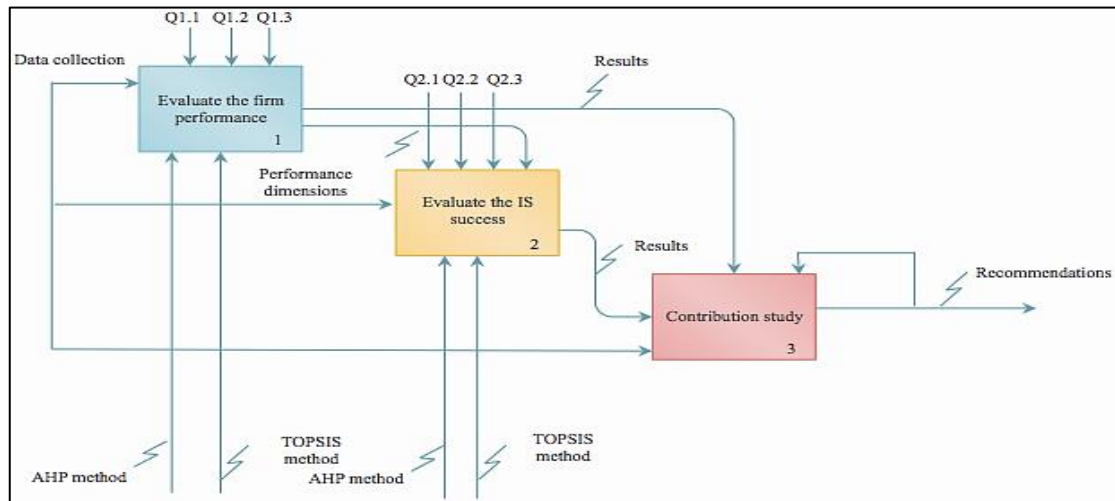 Q1.1 Q1.2 Q1.3
Data collection
Results
Evaluate the firm
performance
1
Q2.1 Q2.2 Q2.3
Performance
dimensions
Evaluate the IS
success
2
Results
Recommendations
Contribution study
3
AHP method
TOPSIS
method
AHP method
TOPSIS
method